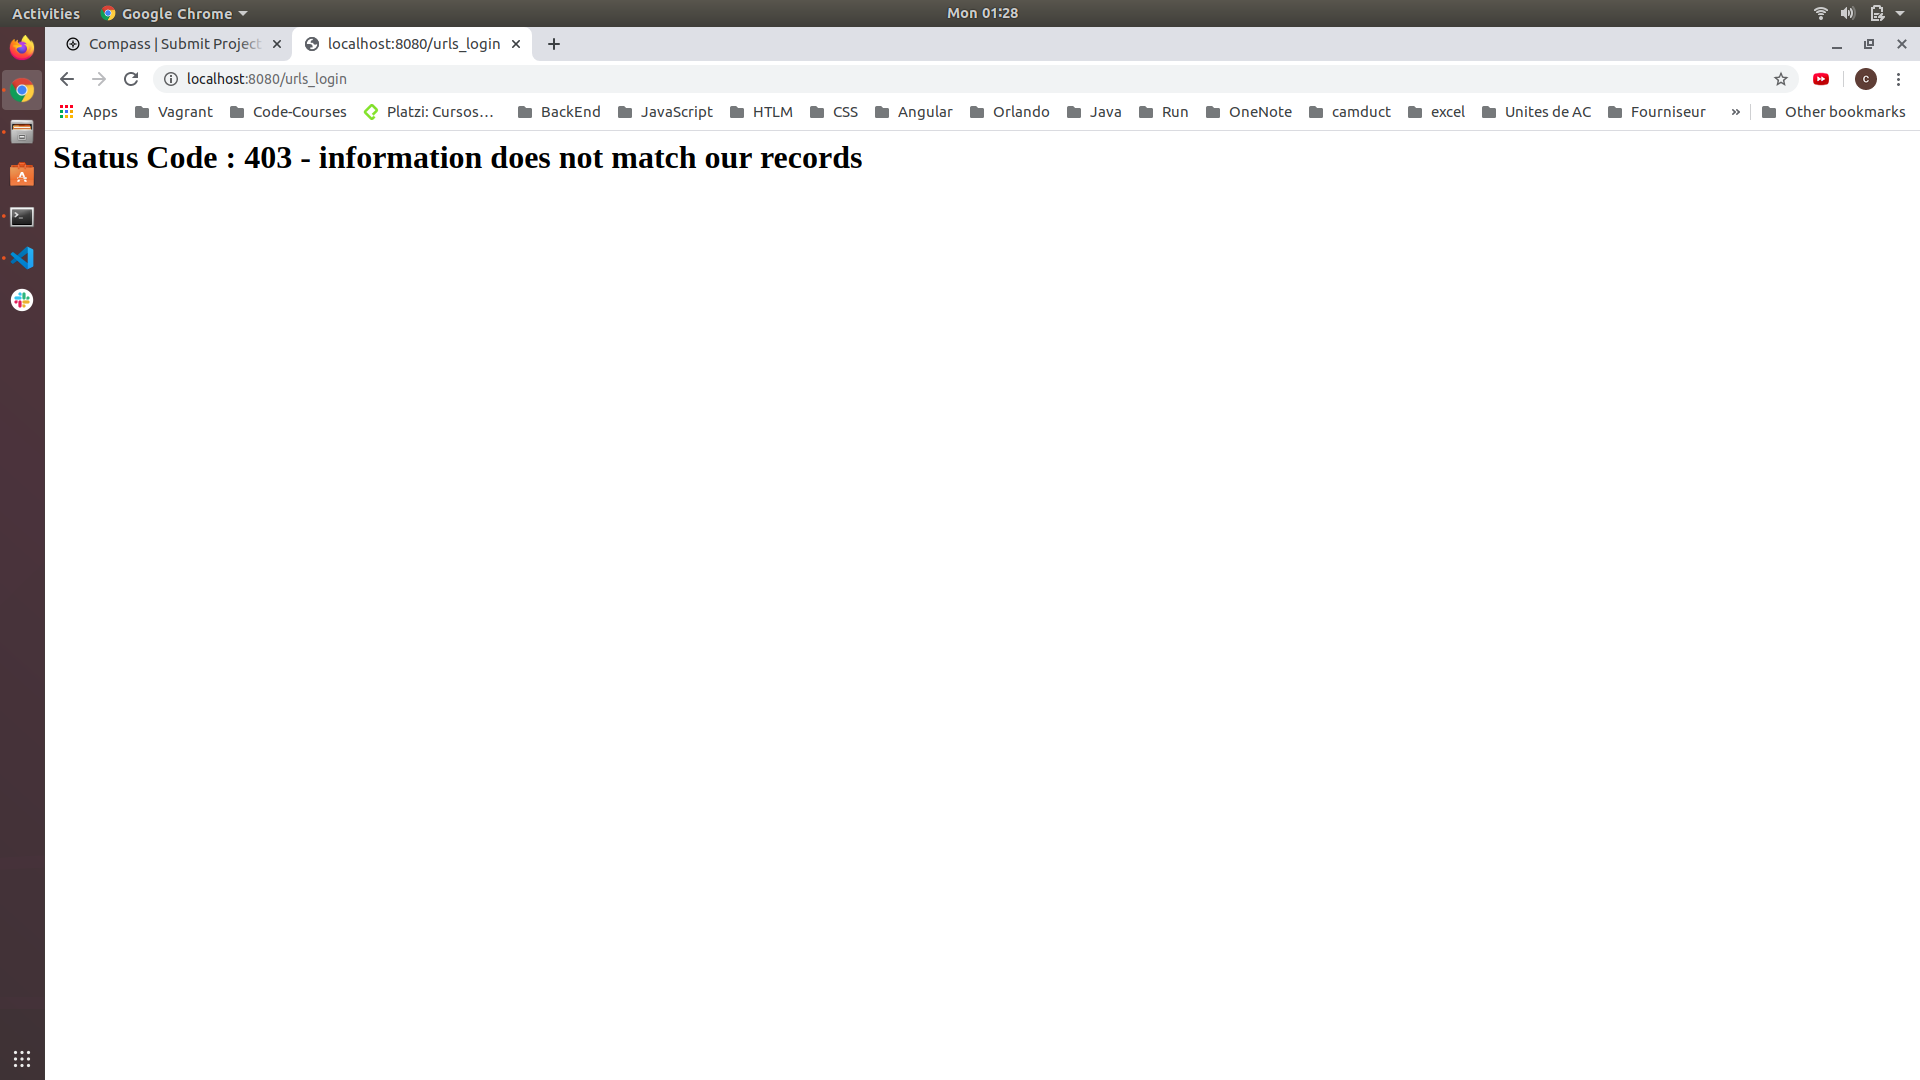 Activities Google Chrome Mon 01:28
Compass | Submit Project localhost:8080/urls_login
localhost:8080/urls_login C
Apps Vagrant Code-Courses Platzi: Cursos… BackEnd JavaScript HTLM CSS Angular Orlando Java Run OneNote camduct excel Unites de AC Fourniseur » Other bookmarks
Status Code : 403 - information does not match our records